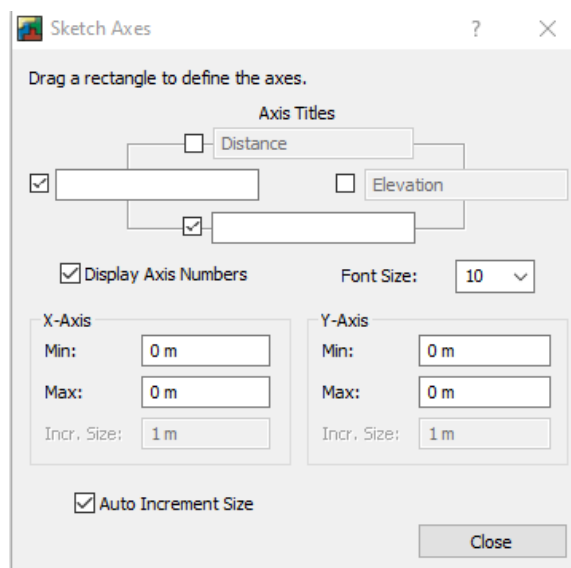 Sketch Axes ?
Drag a rectangle to define the axes.
Axis Titles
Distance
Elevation
Display Axis Numbers Font Size: 10
X-Axis Y-Axis
Min: 0 m Min: 0 m
Max: 0 m Max: 0 m
Incr. Size: 1 m Incr. Size: 1 m
Auto Increment Size
Close